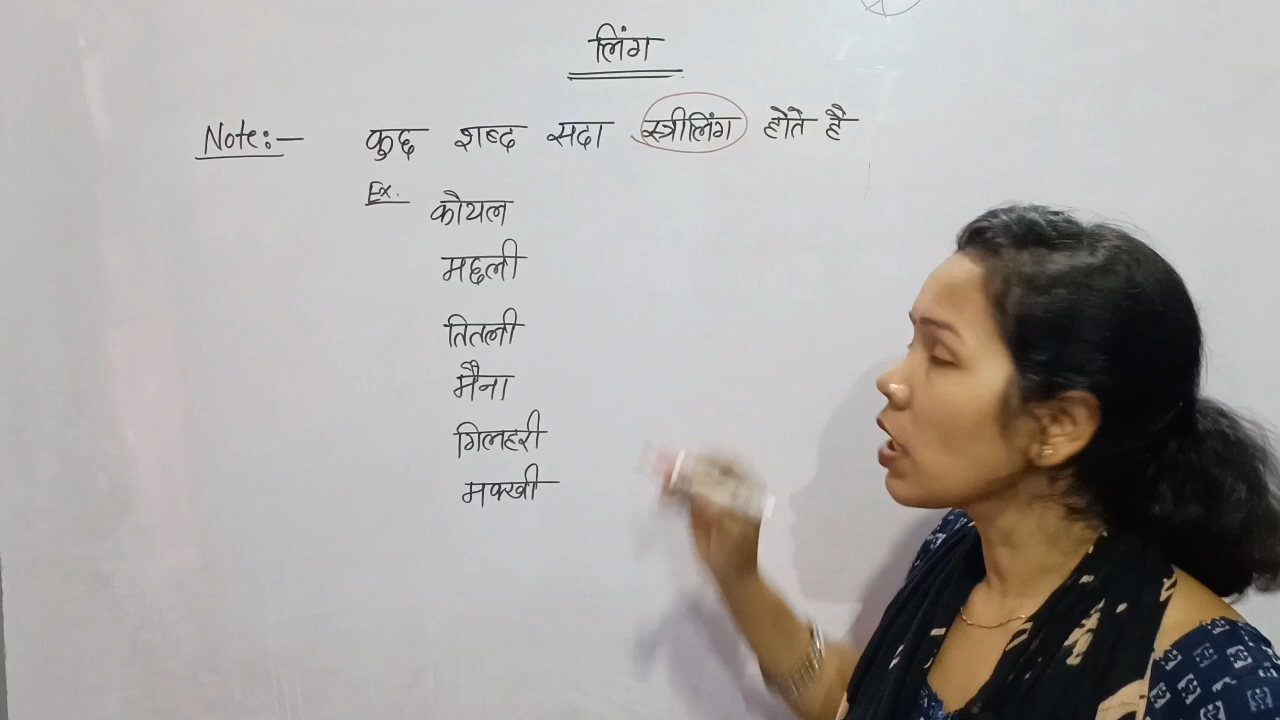 लिंग
Note:- कुछ शब्द सदा स्त्रीलिंग होते है
Ex. कोयल
मछली
तितली
मैना
गिलहरी
मक्खी